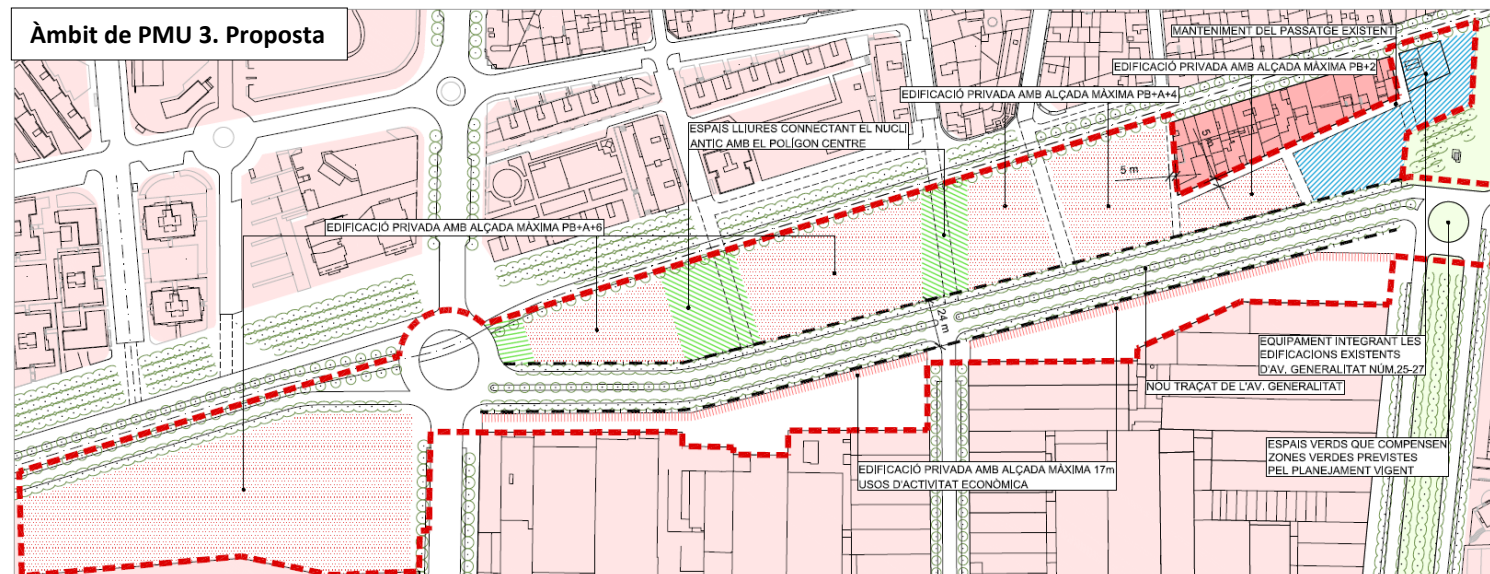 Àmbit de PMU 3. Proposta
MANTENIMENT DEL PASSATGE EXISTENT
EDIFICACIÓ PRIVADA AMB ALÇADA MÀXIMA PB+2
EDIFICACIÓ PRIVADA AMB ALÇADA MÀXIMA PB+A+4
ESPAIS LLIURES CONNECTANT EL NUCLI
ANTIC AMB EL POLÍGON CENTRE
5 m
5 m
EDIFICACIÓ PRIVADA AMB ALÇADA MÀXIMA PB+A+6
24 m
EQUIPAMENT INTEGRANT LES
EDIFICACIONS EXISTENTS
D'AV. GENERALITAT NÚM.25-27
NOU TRAÇAT DE L'AV. GENERALITAT
ESPAIS VERDS QUE COMPENSEN
ZONES VERDES PREVISTES
PEL PLANEJAMENT VIGENT
EDIFICACIÓ PRIVADA AMB ALÇADA MÀXIMA 17m
USOS D'ACTIVITAT ECONÒMICA